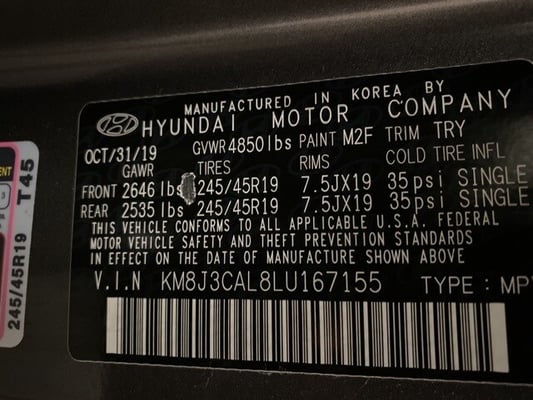 MANUFACTURED IN KOREA BY
HYUNDAI MOTOR COMPANY
OCT/31/19 GVWR 4850lbs PAINT M2F TRIM TRY
GAWR TIRES RIMS COLD TIRE INFL
FRONT 2646 lbs 245/45R19 7.5JX19 35psi SINGLE
REAR 2535 lbs 245/45R19 7.5JX19 35psi SINGLE
THIS VEHICLE CONFORMS TO ALL APPLICABLE U.S.A. FEDERAL
MOTOR VEHICLE SAFETY AND THEFT PREVENTION STANDARDS
IN EFFECT ON THE DATE OF MANUFACTURE SHOWN ABOVE
V.I.N KM8J3CAL8LU167155 TYPE: MP
245/45R19 T45